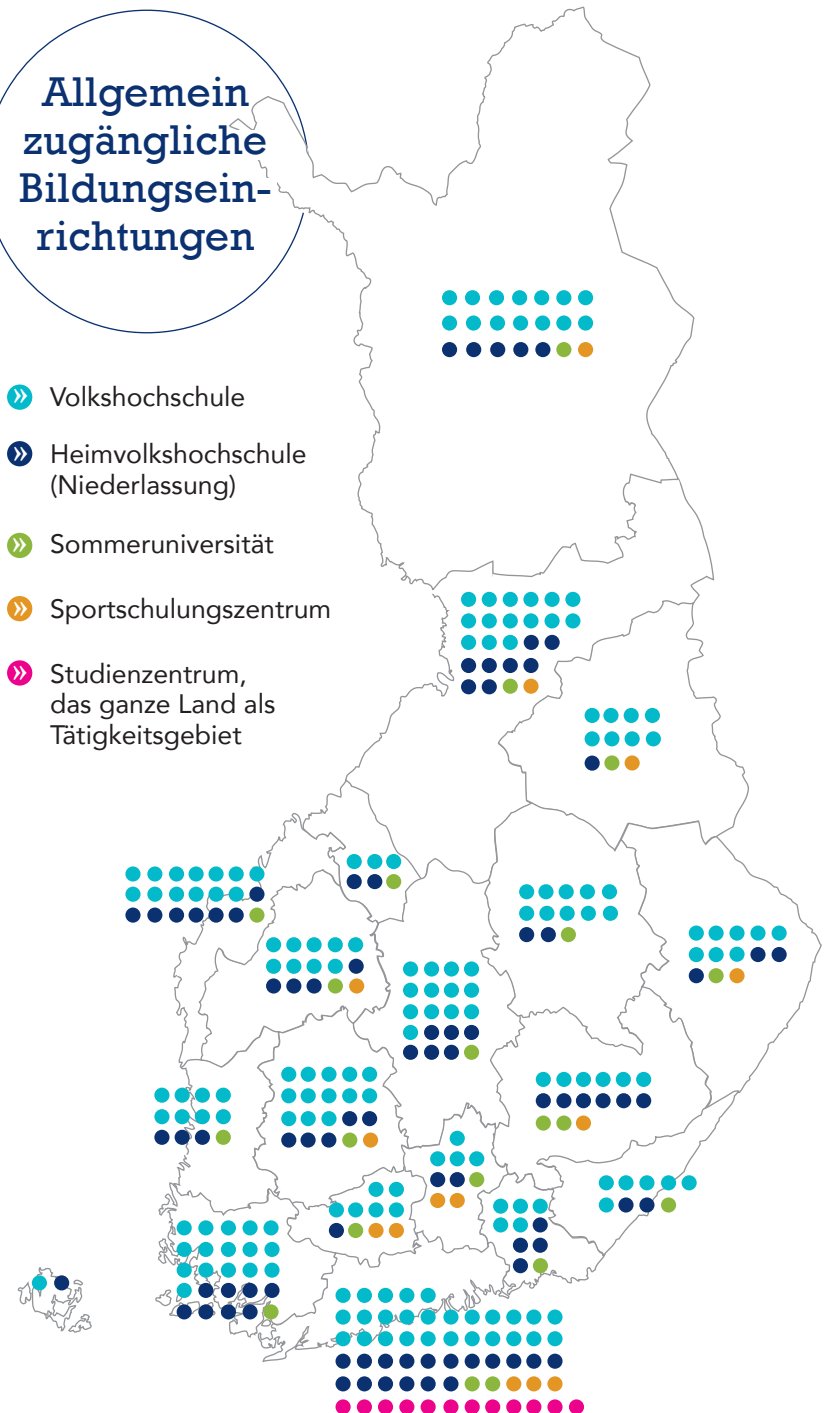 Allgemein
zugängliche
Bildungsein-
richtungen
Volkshochschule
Heimvolkshochschule
(Niederlassung)
Sommeruniversität
Sportschulungszentrum
Studienzentrum,
das ganze Land als
Tätigkeitsgebiet